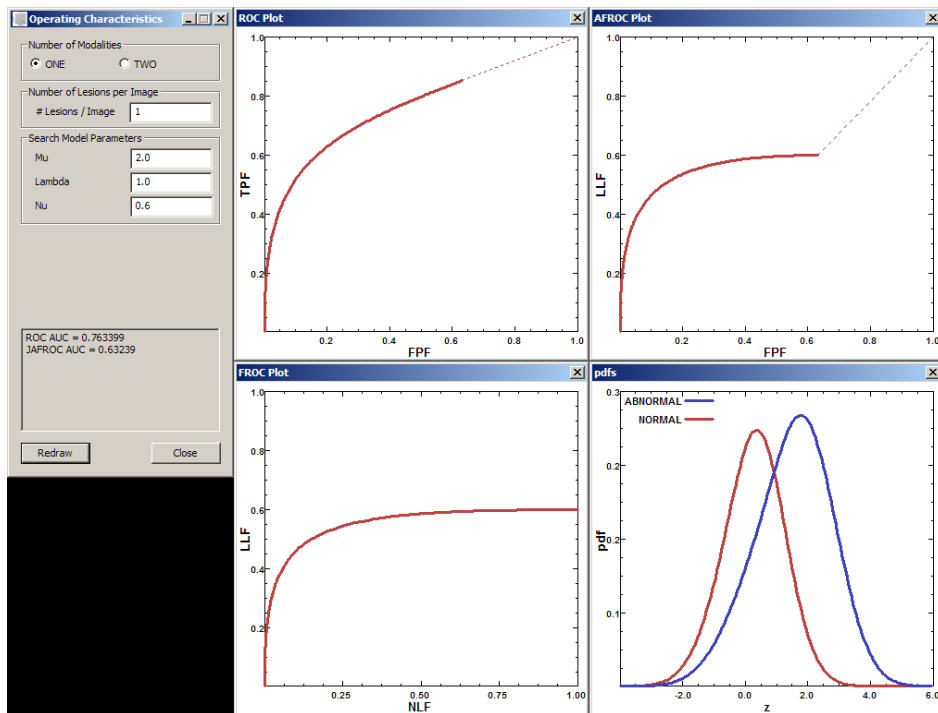 Operating Characteristics
Number of Modalities
ONE TWO
Number of Lesions per Image
# Lesions / Image 1
Search Model Parameters
Mu 2.0
Lambda 1.0
Nu 0.6
ROC AUC = 0.763399
JAFROC AUC = 0.63239
Redraw Close
ROC Plot
1.0
0.8
0.6
0.4
0.2
TPF
0.2 0.4 0.6 0.8 1.0
FPF
AFROC Plot
1.0
0.8
0.6
0.4
0.2
LLF
0.2 0.4 0.6 0.8 1.0
FPF
FROC Plot
1.0
0.8
0.6
0.4
0.2
LLF
0.25 0.50 0.75 1.00
NLF
pdfs
0.3
0.2
0.2
0.1
pdf
ABNORMAL
NORMAL
-2.0 0.0 2.0 4.0 6.0
z